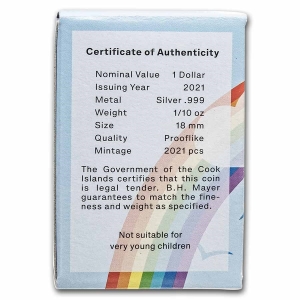 Certificate of Authenticity
Nominal Value 1 Dollar
Issuing Year 2021
Metal Silver .999
Weight 1/10 oz
Size 18 mm
Quality Prooflike
Mintage 2021 pcs
The Government of the Cook
Islands certifies that this coin
is legal tender. B.H. Mayer
guarantees to match the fine-
ness and weight as specified.
Not suitable for
very young children